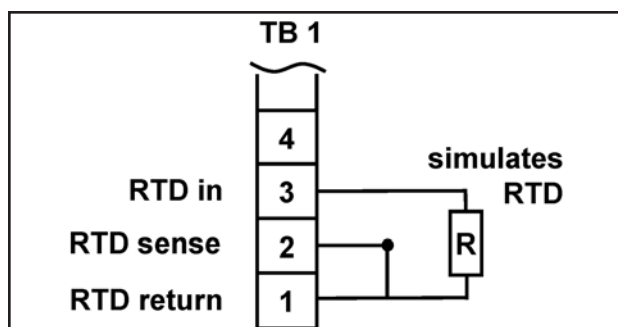 TB 1
4
simulates
RTD in
3
RTD
RTD sense
2
R
RTD return
1